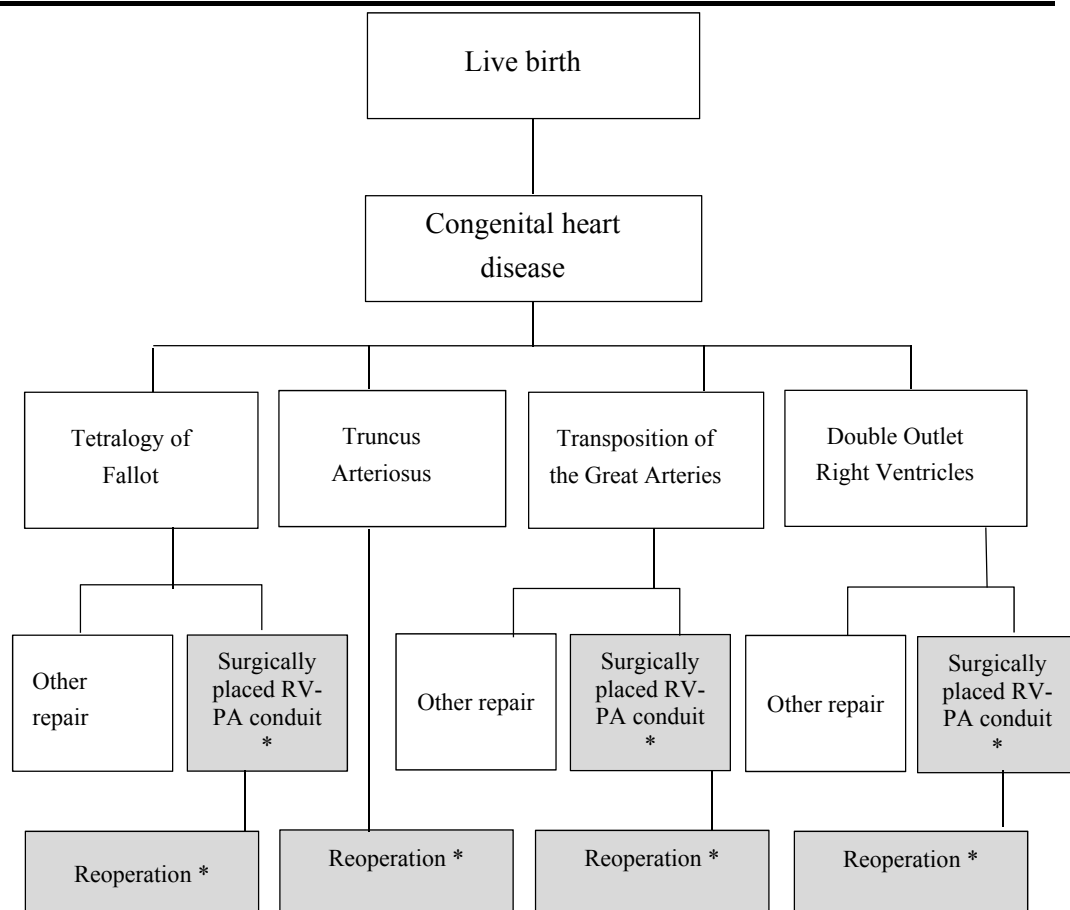 Live birth
Congenital heart
disease
Tetralogy of
Fallot
Truncus
Arteriosus
Transposition of
the Great Arteries
Double Outlet
Right Ventricles
Other
repair
Surgically
placed RV-
PA conduit
*
Other repair
Surgically
placed RV-
PA conduit
*
Other repair
Surgically
placed RV-
PA conduit
*
Reoperation *
Reoperation *
Reoperation *
Reoperation *